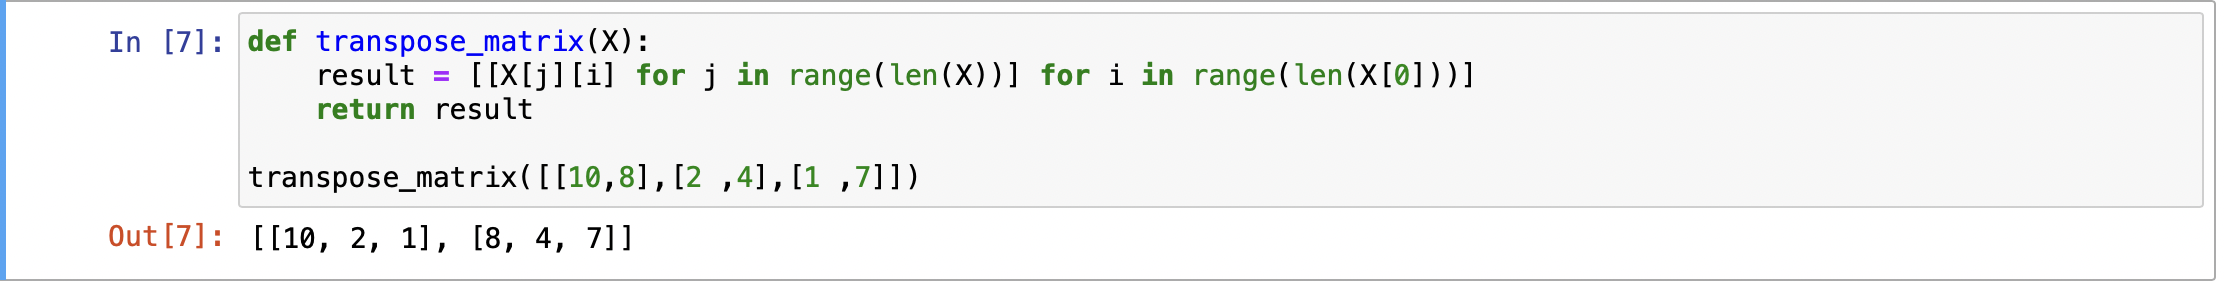 In [7]: def transpose_matrix(X):
    result = [[X[j][i] for j in range(len(X))] for i in range(len(X[0]))]
    return result

transpose_matrix([[10,8],[2 ,4],[1 ,7]])
Out[7]: [[10, 2, 1], [8, 4, 7]]